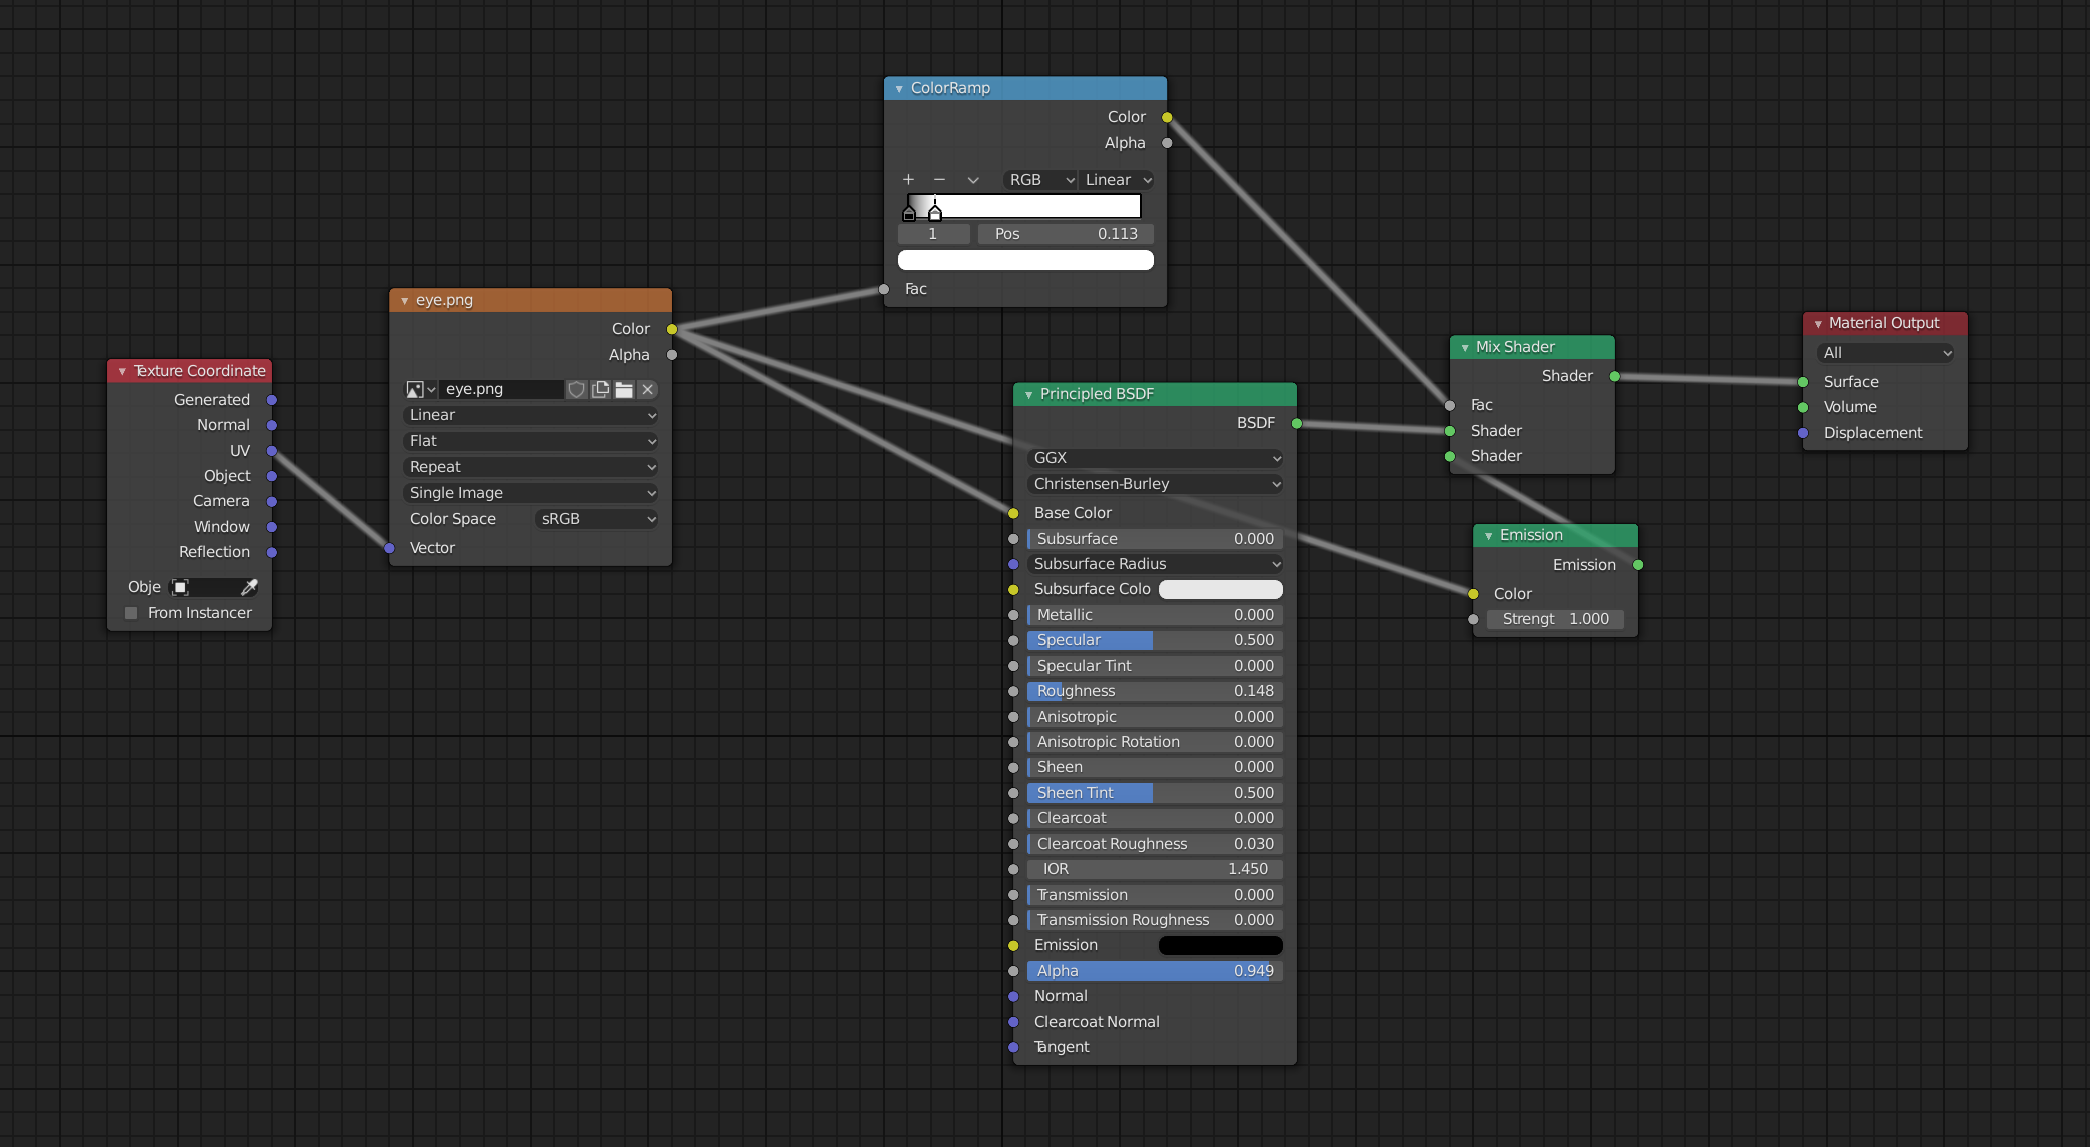 Texture Coordinate
Generated
Normal
UV
Object
Camera
Window
Reflection
Obje
From Instancer
eye.png
Color
Alpha
eye.png
Linear
Flat
Repeat
Single Image
Color Space sRGB
Vector
ColorRamp
Color
Alpha
+ − RGB Linear
1 Pos 0.113
Fac
Principled BSDF
BSDF
GGX
Christensen-Burley
Base Color
Subsurface 0.000
Subsurface Radius
Subsurface Colo
Metallic 0.000
Specular 0.500
Specular Tint 0.000
Roughness 0.148
Anisotropic 0.000
Anisotropic Rotation 0.000
Sheen 0.000
Sheen Tint 0.500
Clearcoat 0.000
Clearcoat Roughness 0.030
IOR 1.450
Transmission 0.000
Transmission Roughness 0.000
Emission
Alpha 0.949
Normal
Clearcoat Normal
Tangent
Mix Shader
Shader
Fac
Shader
Shader
Emission
Emission
Color
Strengt 1.000
Material Output
All
Surface
Volume
Displacement